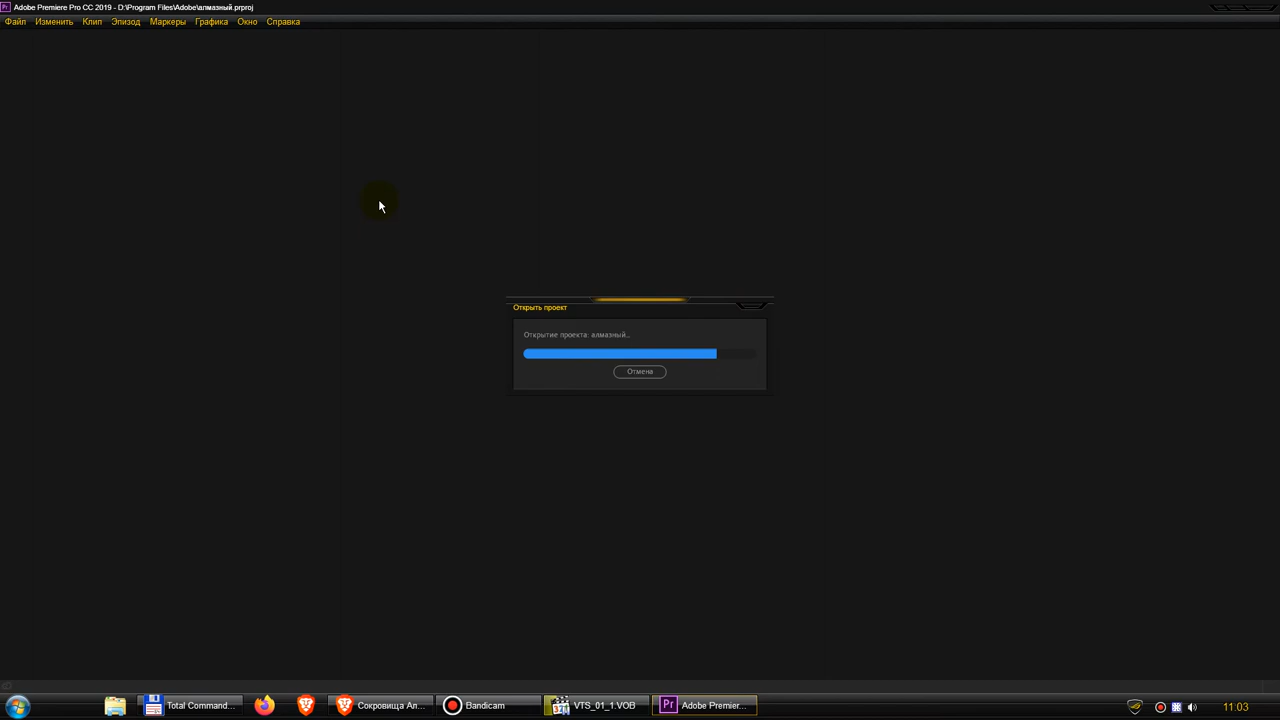 Adobe Premiere Pro CC 2019 - D:\Program Files\Adobe\алмазный.prproj
Файл Изменить Клип Эпизод Маркеры Графика Окно Справка
Открыть проект
Открытие проекта: алмазный...
Отмена
Total Command... Сокровища Ал... Bandicam VTS_01_1.VOB Pr Adobe Premier... 11:03